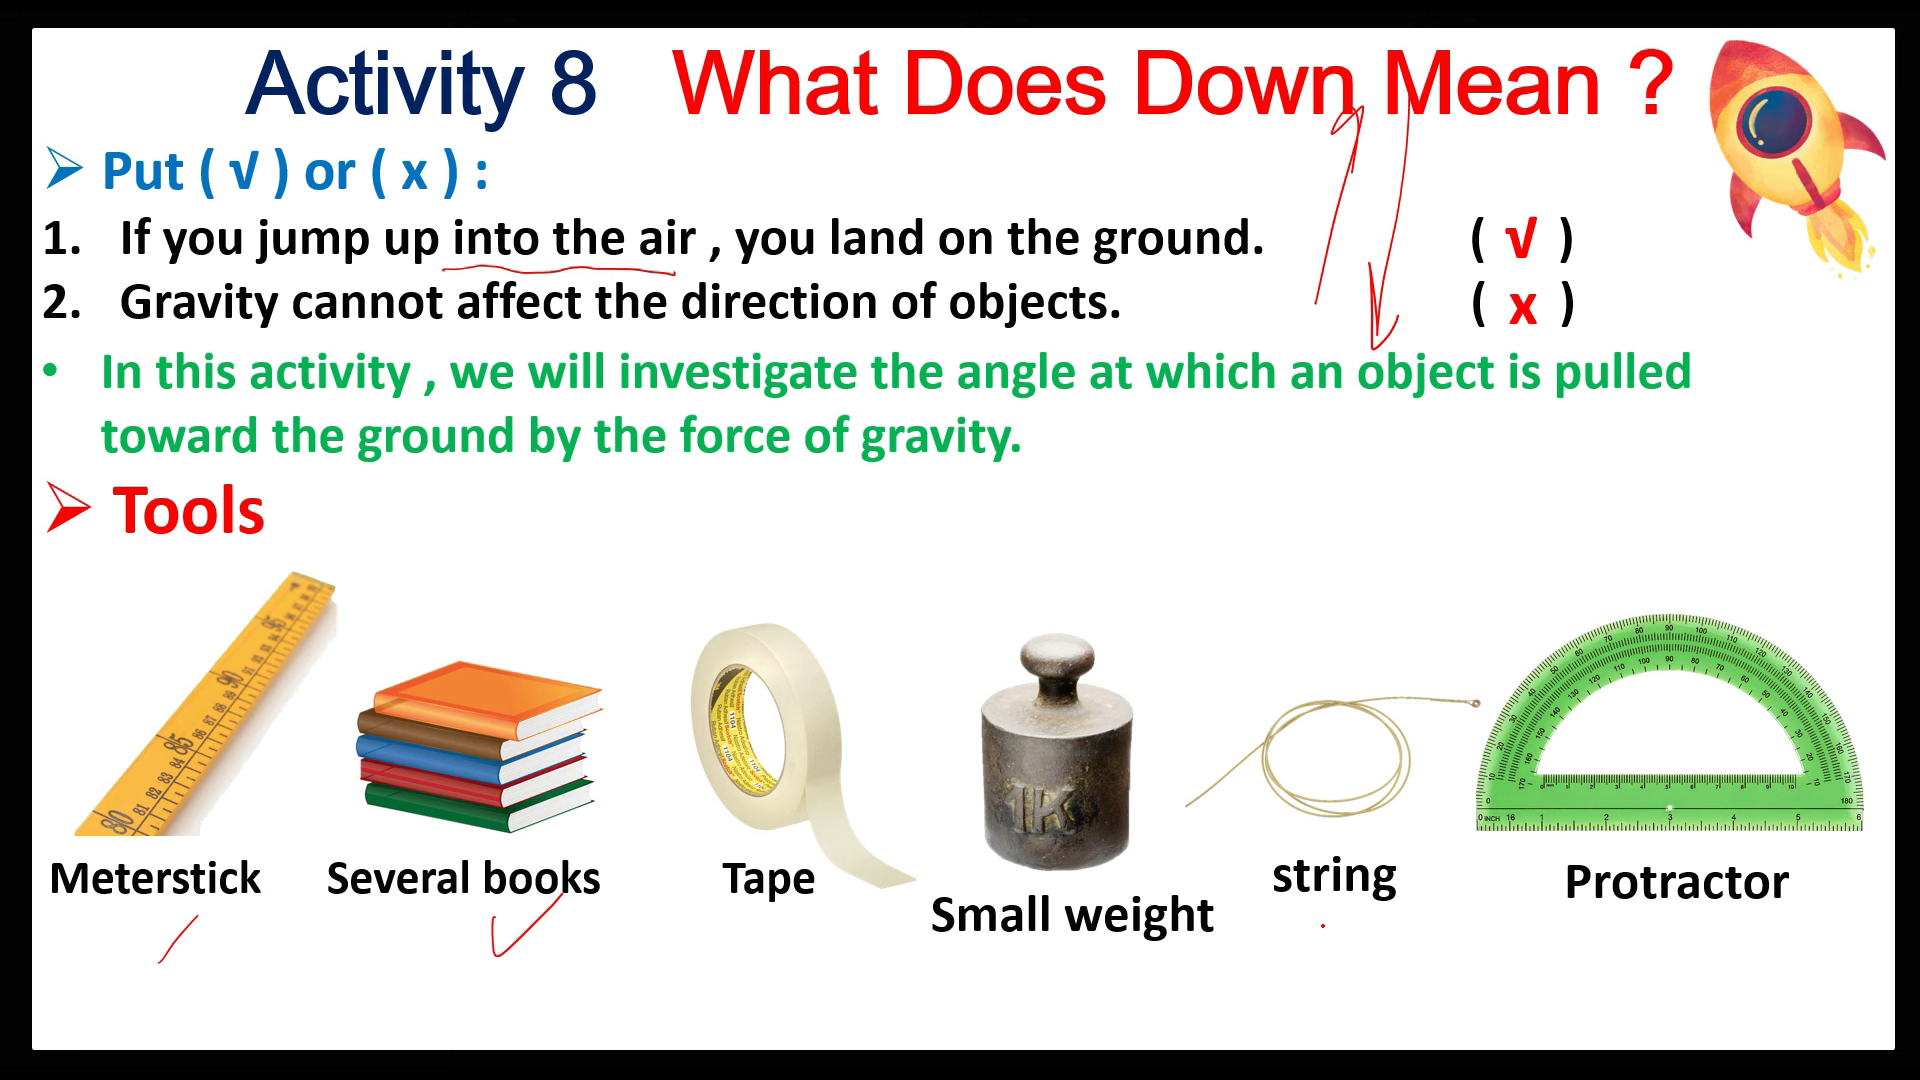 Activity 8 What Does Down Mean ?
Put ( √ ) or ( x ) :
1. If you jump up into the air , you land on the ground. ( √ )
2. Gravity cannot affect the direction of objects. ( x )
• In this activity , we will investigate the angle at which an object is pulled
toward the ground by the force of gravity.
Tools
1K
Meterstick
Several books
Tape
Small weight
string
Protractor